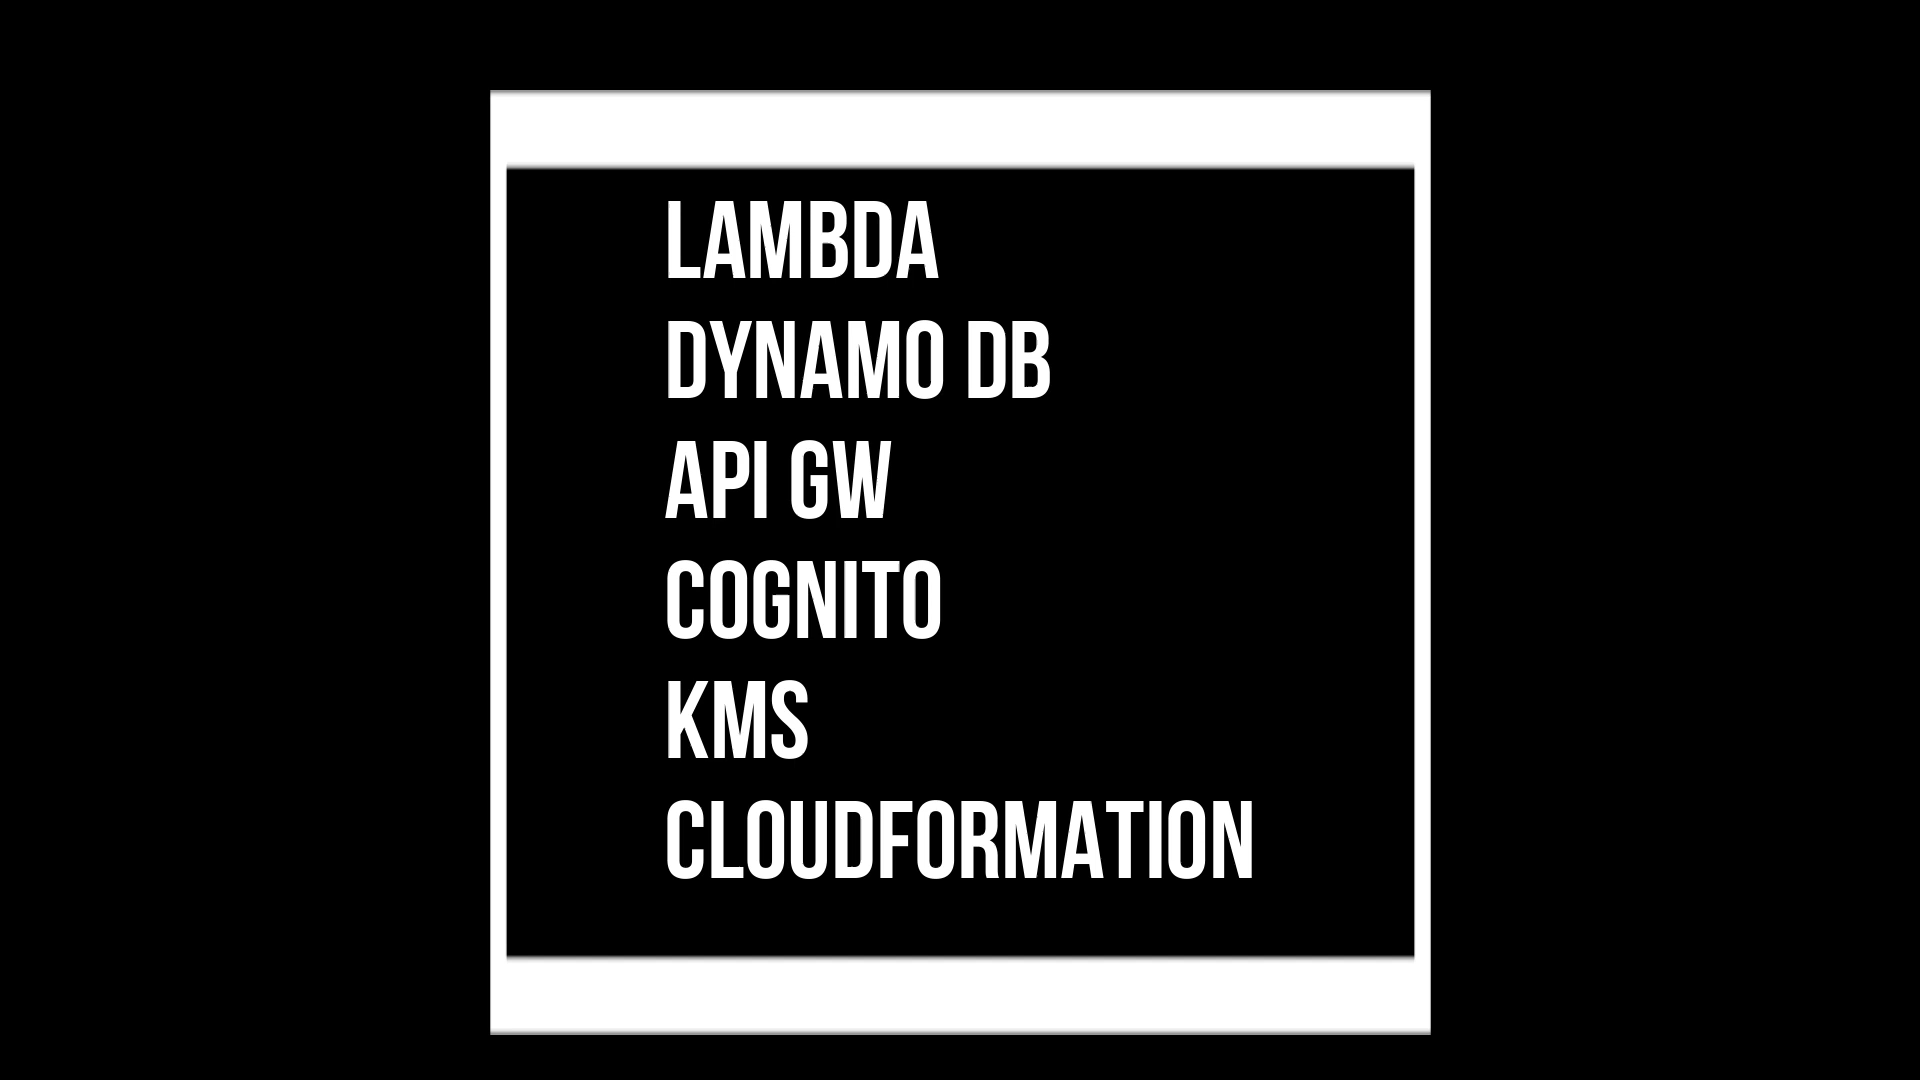 LAMBDA
DYNAMO DB
API GW
COGNITO
KMS
CLOUDFORMATION